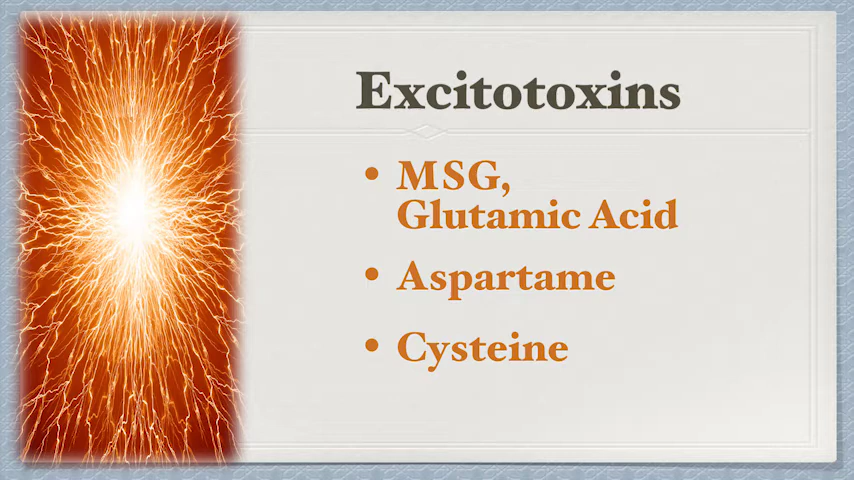 Excitotoxins
• MSG,
Glutamic Acid
• Aspartame
• Cysteine